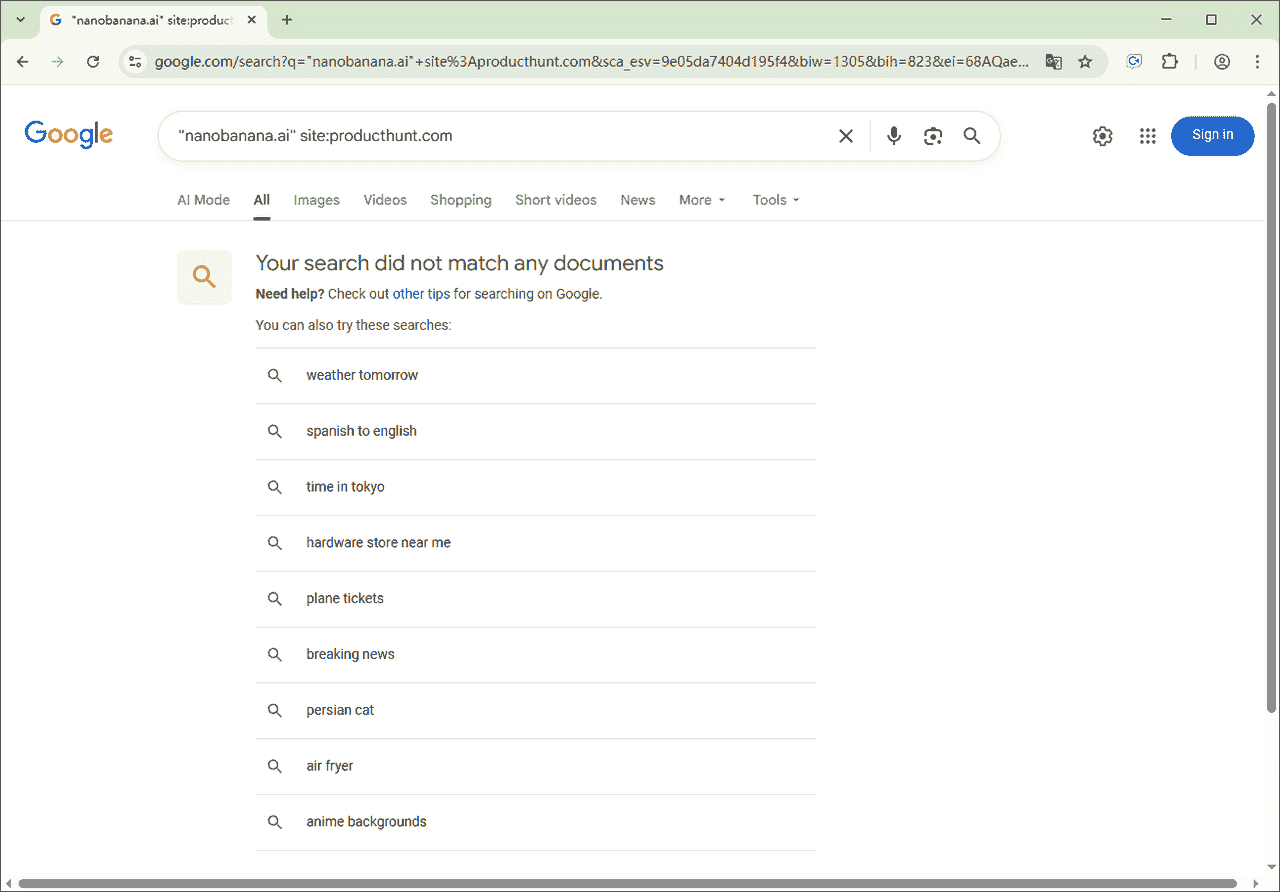 "nanobanana.ai" site:product
google.com/search?q="nanobanana.ai"+site%3Aproducthunt.com&sca_esv=9e05da7404d195f4&biw=1305&bih=823&ei=68AQae...
Google
"nanobanana.ai" site:producthunt.com
Sign in
AI Mode All Images Videos Shopping Short videos News More Tools
Your search did not match any documents
Need help? Check out other tips for searching on Google.
You can also try these searches:
weather tomorrow
spanish to english
time in tokyo
hardware store near me
plane tickets
breaking news
persian cat
air fryer
anime backgrounds